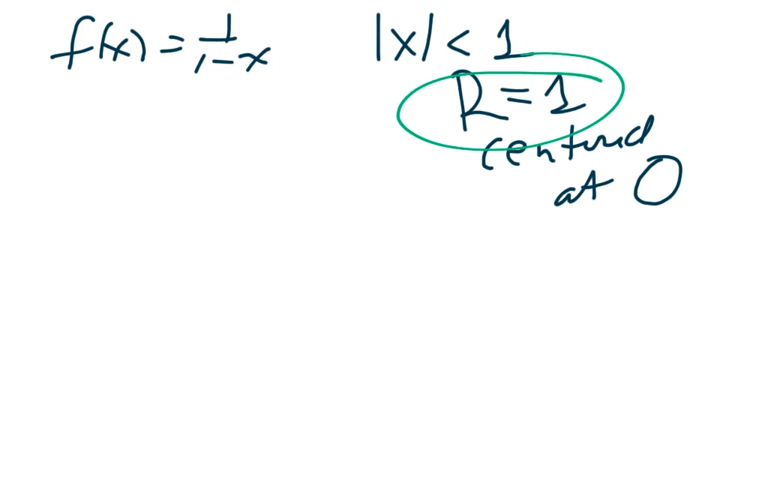 f(x) = 1/1-x |x| < 1
R = 1
centered
at 0